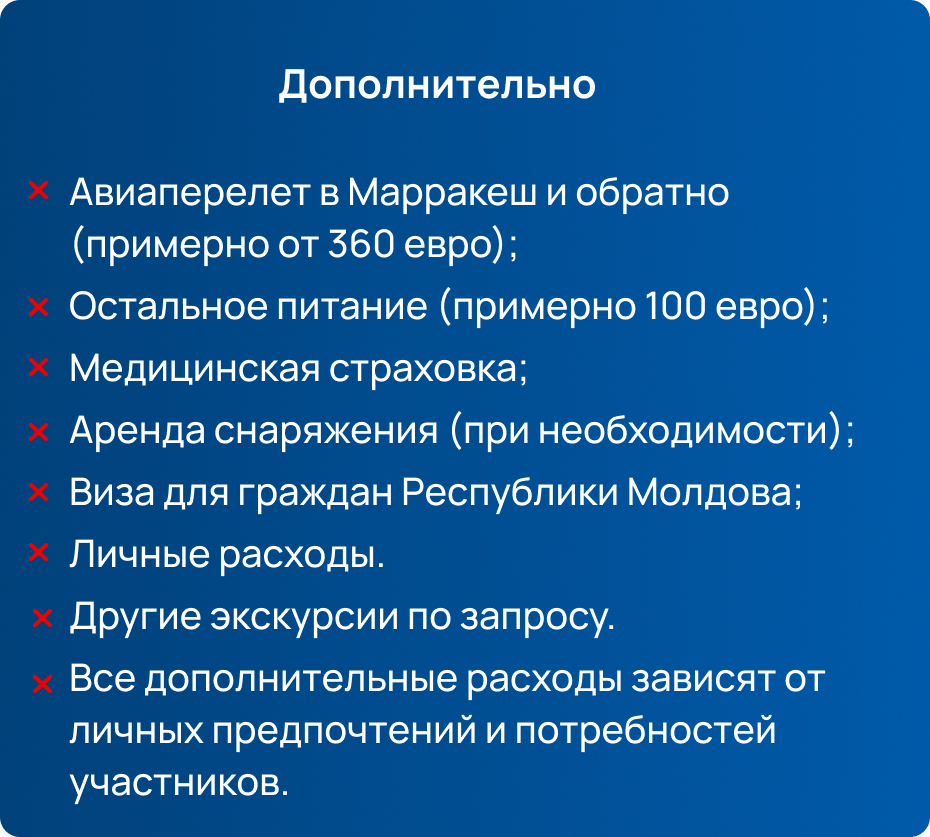 Дополнительно
Авиаперелет в Марракеш и обратно
(примерно от 360 евро);
Остальное питание (примерно 100 евро);
Медицинская страховка;
Аренда снаряжения (при необходимости);
Виза для граждан Республики Молдова;
Личные расходы.
Другие экскурсии по запросу.
Все дополнительные расходы зависят от
личных предпочтений и потребностей
участников.